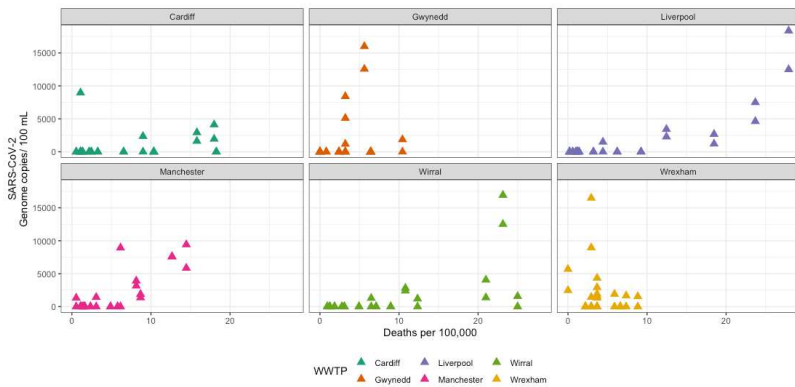 Cardiff
Gwynedd
Liverpool
15000
10000
5000
0
SARS-CoV-2
Genome copies/ 100 mL
Manchester
Wirral
Wrexham
15000
10000
5000
0
0 10 20 0 10 20 0 10 20
Deaths per 100,000
WWTP
Cardiff
Liverpool
Wirral
Gwynedd
Manchester
Wrexham